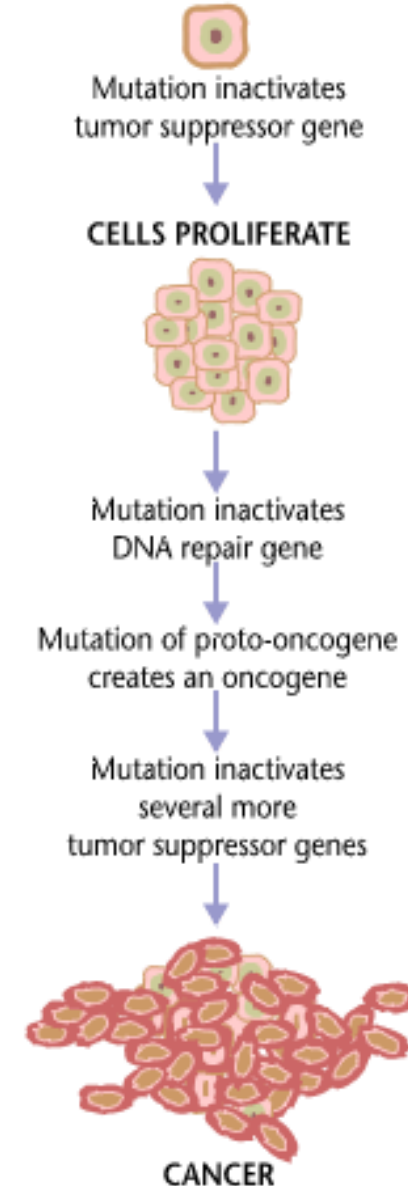 Mutation inactivates
tumor suppressor gene
CELLS PROLIFERATE
Mutation inactivates
DNA repair gene
Mutation of proto-oncogene
creates an oncogene
Mutation inactivates
several more
tumor suppressor genes
CANCER